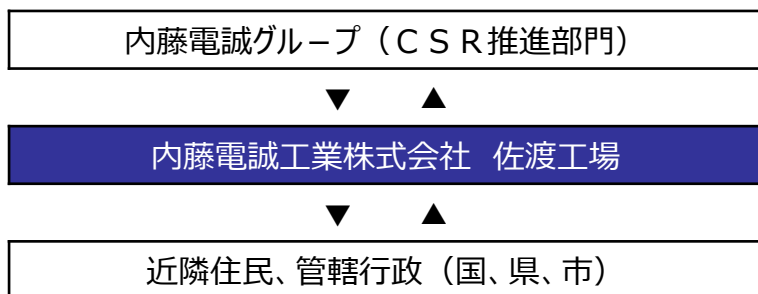 内藤電誠グループ（ＣＳＲ推進部門）
▼ ▲
内藤電誠工業株式会社 佐渡工場
▼ ▲
近隣住民、管轄行政（国、県、市）